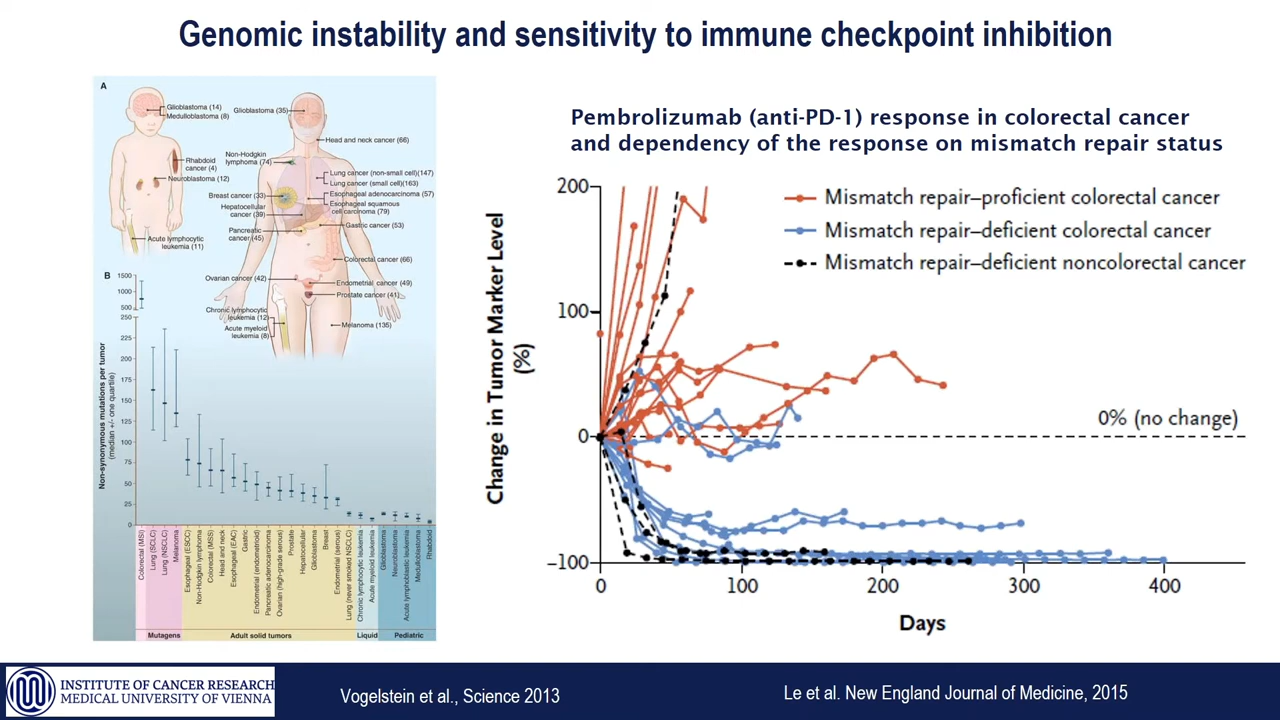 Genomic instability and sensitivity to immune checkpoint inhibition
A
Glioblastoma (14)
Medulloblastoma (8)
Rhabdoid
cancer (4)
Neuroblastoma (12)
Acute lymphocytic
leukemia (11)
Glioblastoma (35)
Head and neck cancer (66)
Non-Hodgkin
lymphoma (74)
Lung cancer (non-small cell)(147)
Lung cancer (small cell)(163)
Breast cancer (33)
Esophageal adenocarcinoma (57)
Esophageal squamous
cell carcinoma (79)
Hepatocellular
cancer (39)
Gastric cancer (53)
Pancreatic
cancer (45)
Colorectal cancer (66)
Ovarian cancer (42)
Endometrial cancer (49)
Prostate cancer (41)
Chronic lymphocytic
leukemia (12)
Acute myeloid
leukemia (8)
Melanoma (135)
B
Non-synonymous mutations per tumor
(median +/- one quartile)
1500
1000
500
250
200
150
175
125
100
75
50
25
0
Colorectal (MSI)
Lung (SCLC)
Lung (NSCLC)
Melanoma
Esophageal (ESCC)
Non-Hodgkin lymphoma
Colorectal (MSS)
Head and neck
Esophageal (EAC)
Gastric
Endometrial (endometrioid)
Pancreatic adenocarcinoma
Ovarian (high-grade serous)
Prostate
Hepatocellular
Glioblastoma
Breast
Endometrial (serous)
Lung (never smoked NSCLC)
Chronic lymphocytic leukemia
Acute myeloid leukemia
Glioblastoma
Neuroblastoma
Acute lymphoblastic leukemia
Medulloblastoma
Rhabdoid
Mutagens
Adult solid tumors
Liquid
Pediatric
Pembrolizumab (anti-PD-1) response in colorectal cancer
and dependency of the response on mismatch repair status
Mismatch repair–proficient colorectal cancer
Mismatch repair–deficient colorectal cancer
Mismatch repair–deficient noncolorectal cancer
Change in Tumor Marker Level
(%)
200
100
0
−100
0% (no change)
0
100
200
300
400
Days
INSTITUTE OF CANCER RESEARCH
MEDICAL UNIVERSITY OF VIENNA
Vogelstein et al., Science 2013
Le et al. New England Journal of Medicine, 2015